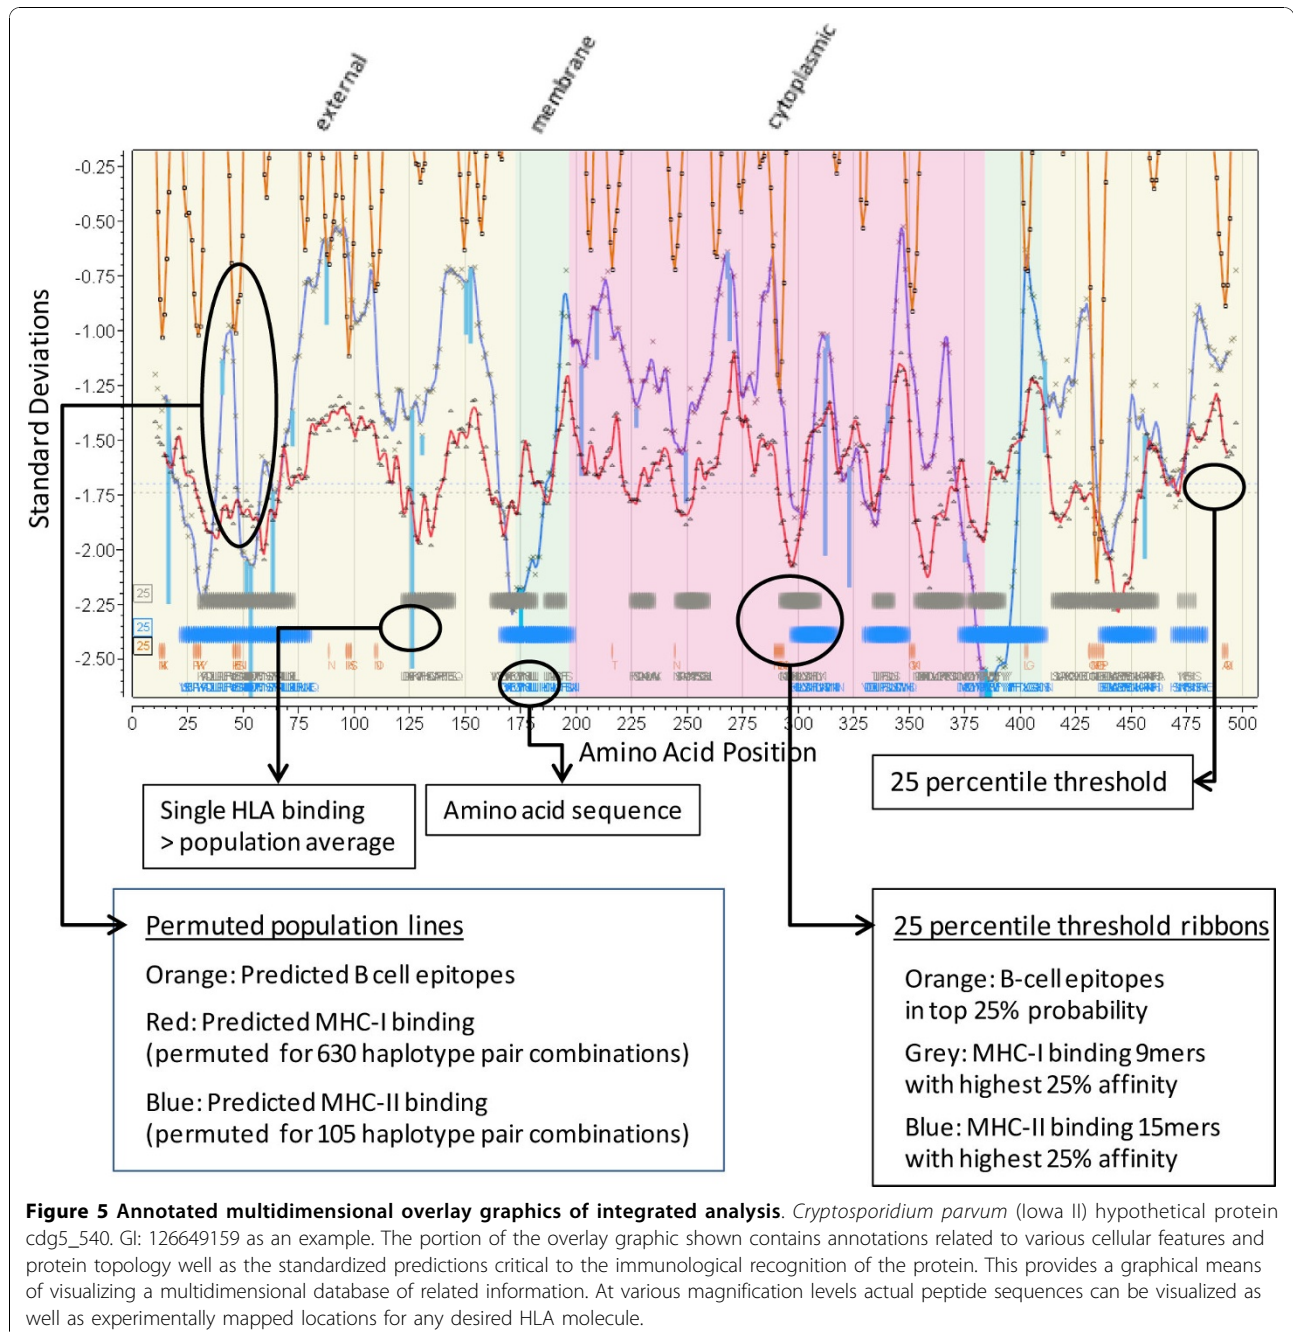 external
membrane
cytoplasmic
Standard Deviations
-0.25
-0.50
-0.75
-1.00
-1.25
-1.50
-1.75
-2.00
-2.25
-2.50
25
25
25
0 25 50 75 100 125 150 175 200 225 250 275 300 325 350 375 400 425 450 475 500
Amino Acid Position
Single HLA binding
> population average
Amino acid sequence
25 percentile threshold
Permuted population lines
Orange: Predicted B cell epitopes
Red: Predicted MHC-I binding
(permuted for 630 haplotype pair combinations)
Blue: Predicted MHC-II binding
(permuted for 105 haplotype pair combinations)
25 percentile threshold ribbons
Orange: B-cell epitopes
in top 25% probability
Grey: MHC-I binding 9mers
with highest 25% affinity
Blue: MHC-II binding 15mers
with highest 25% affinity
Figure 5 Annotated multidimensional overlay graphics of integrated analysis. Cryptosporidium parvum (Iowa II) hypothetical protein
cdg5_540. GI: 126649159 as an example. The portion of the overlay graphic shown contains annotations related to various cellular features and
protein topology well as the standardized predictions critical to the immunological recognition of the protein. This provides a graphical means
of visualizing a multidimensional database of related information. At various magnification levels actual peptide sequences can be visualized as
well as experimentally mapped locations for any desired HLA molecule.